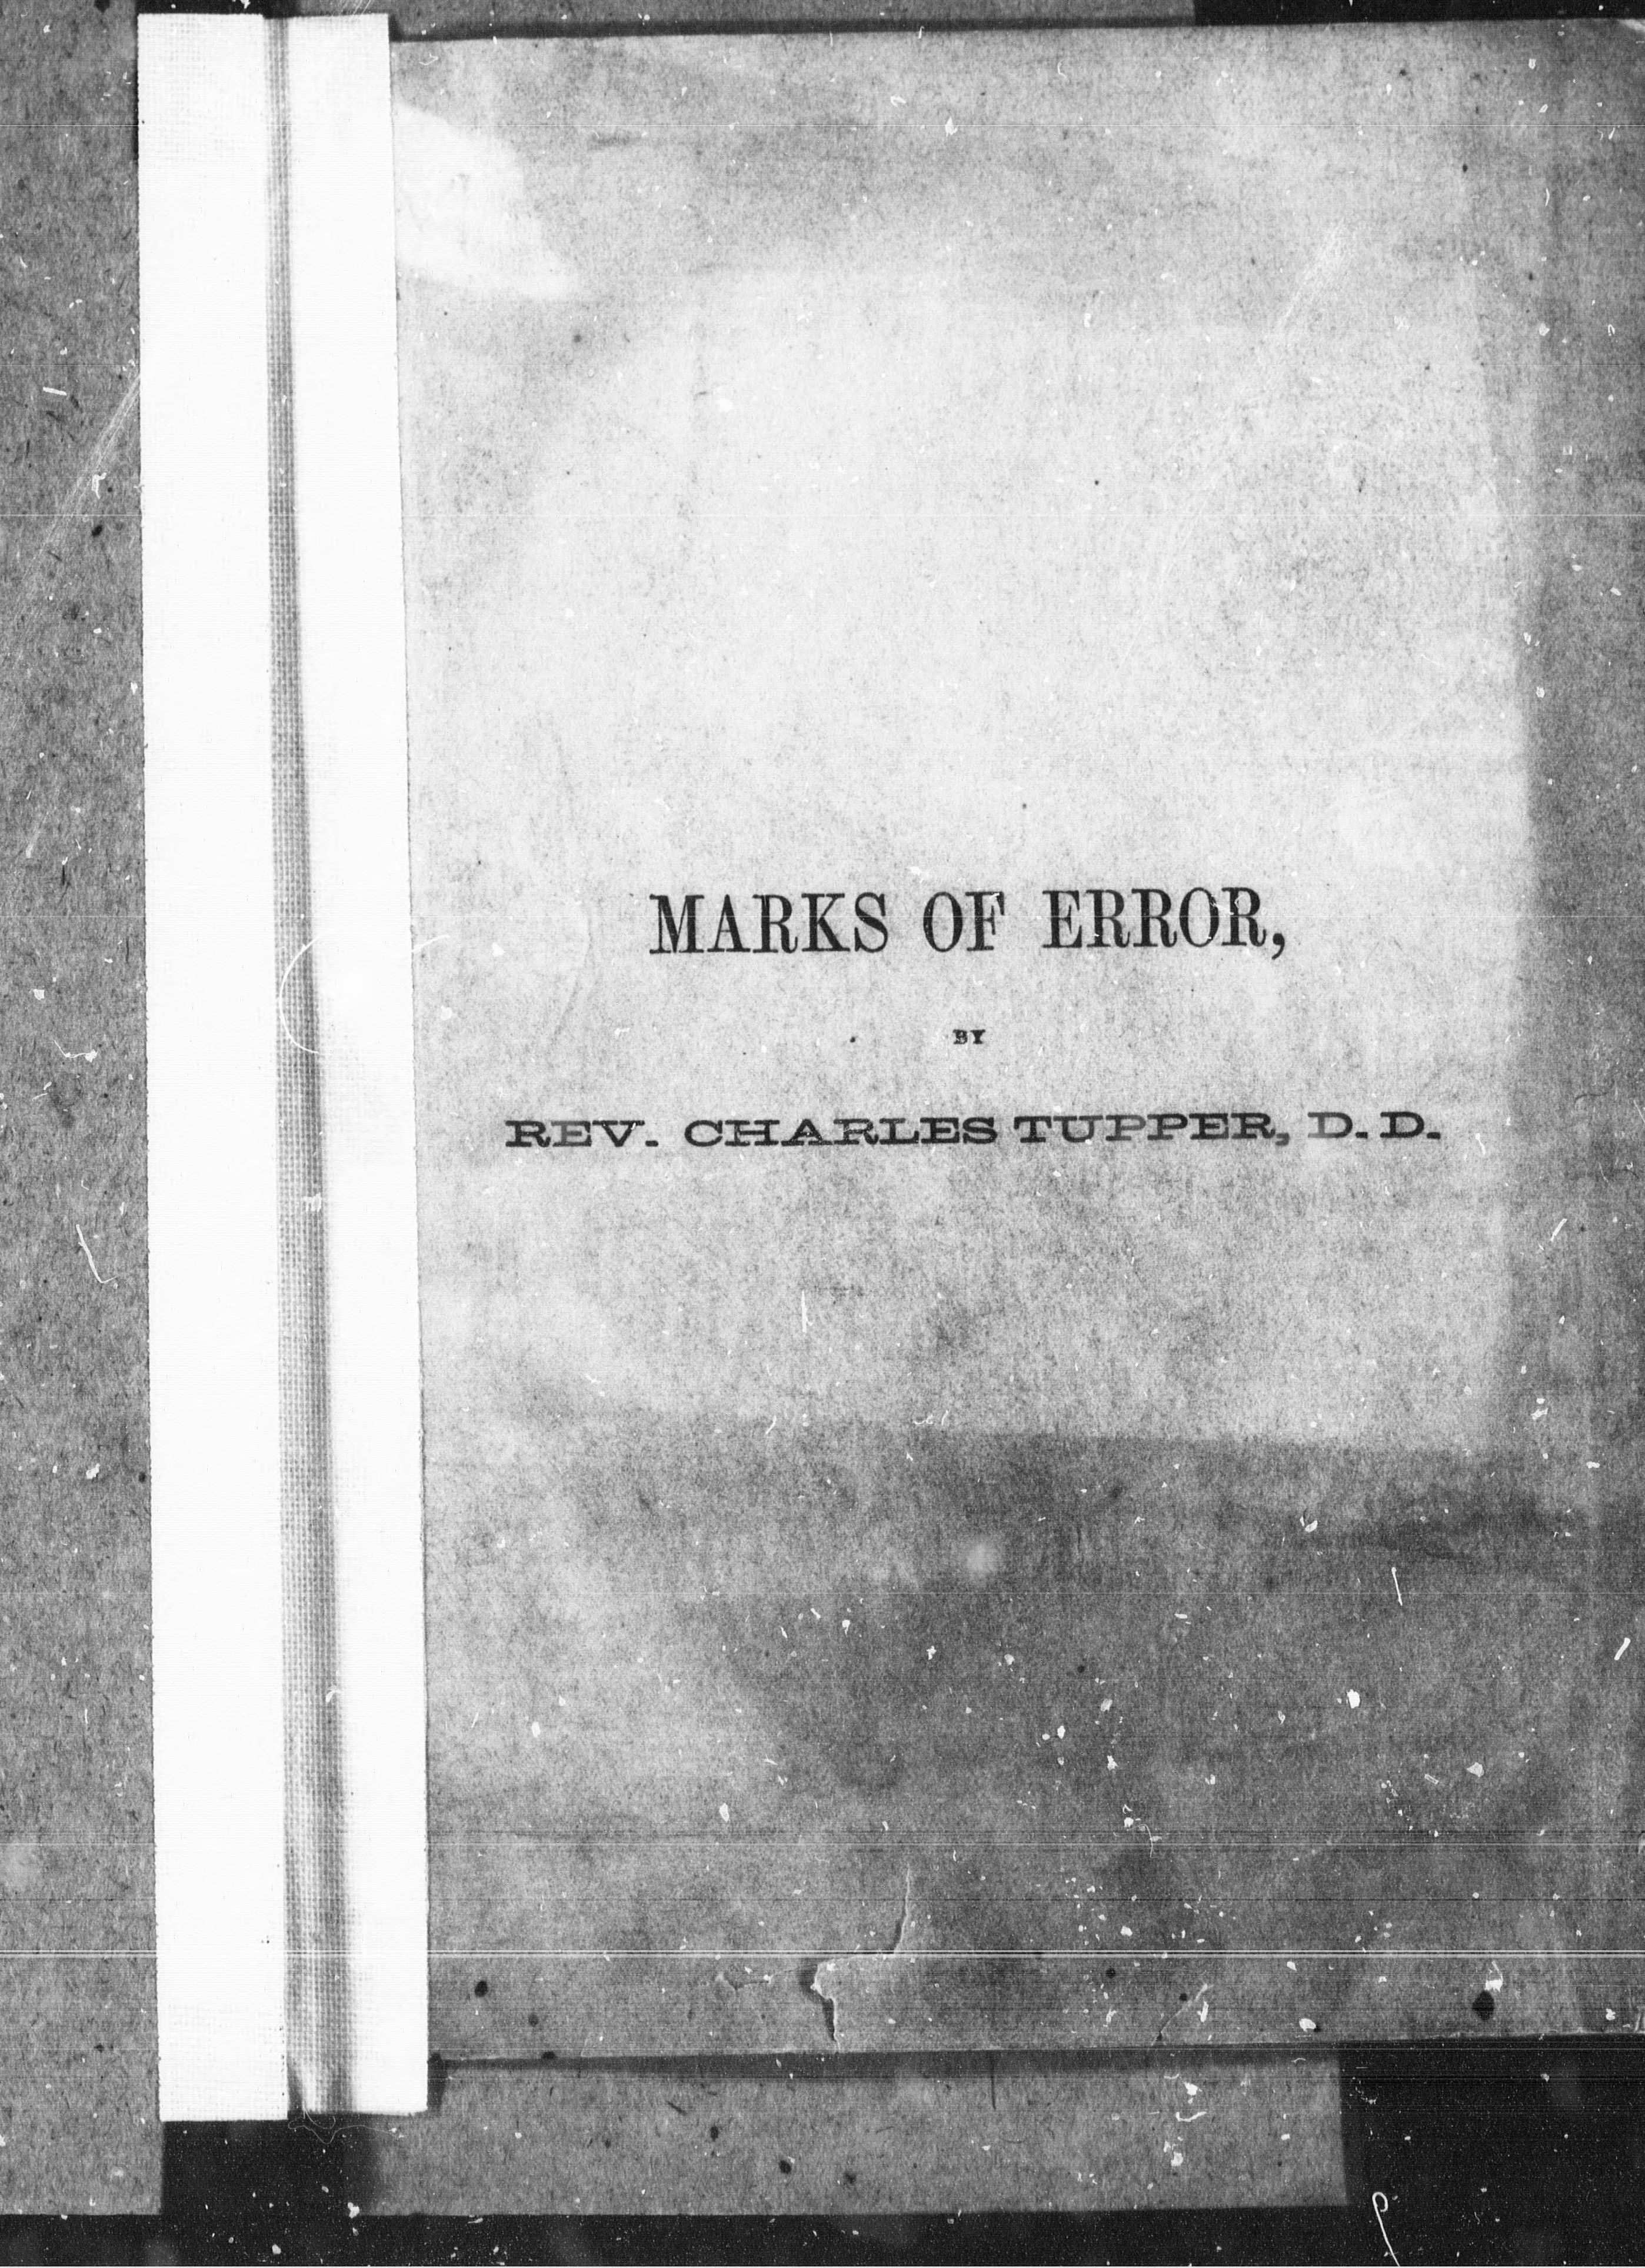 MARKS OF ERROR,
BY
REV. CHARLES TUPPER, D. D.